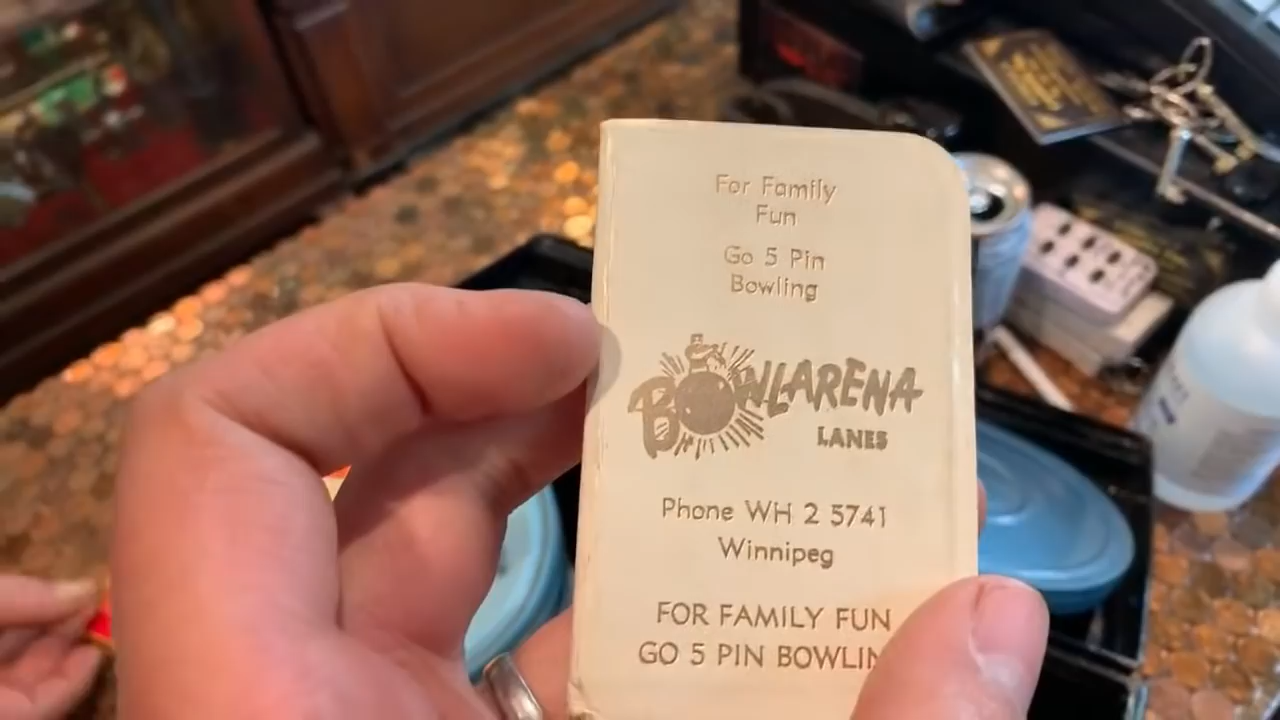 For Family
Fun
Go 5 Pin
Bowling
BOWLARENA
LANES
Phone WH 2 5741
Winnipeg
FOR FAMILY FUN
GO 5 PIN BOWLIN